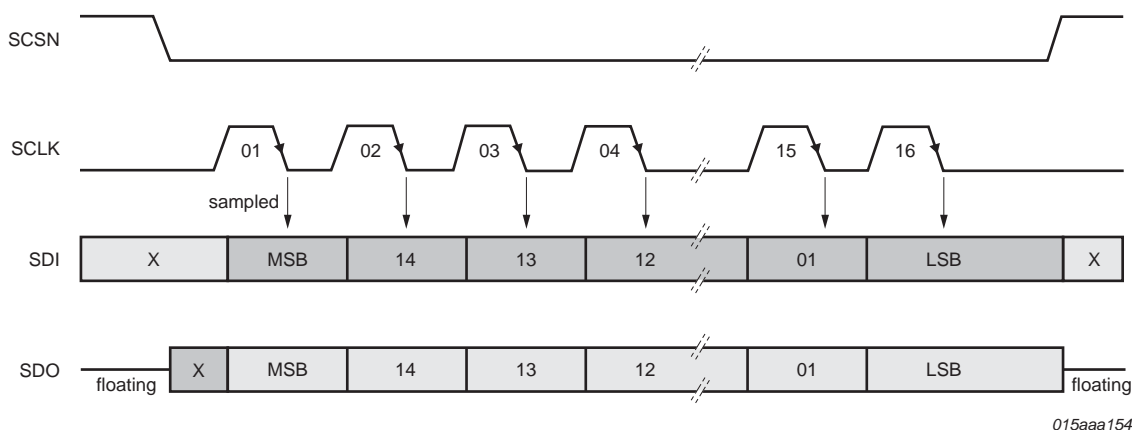 SCSN
SCLK 01 02 03 04 15 16
sampled
SDI X MSB 14 13 12 01 LSB X
SDO X MSB 14 13 12 01 LSB
floating floating
015aaa154